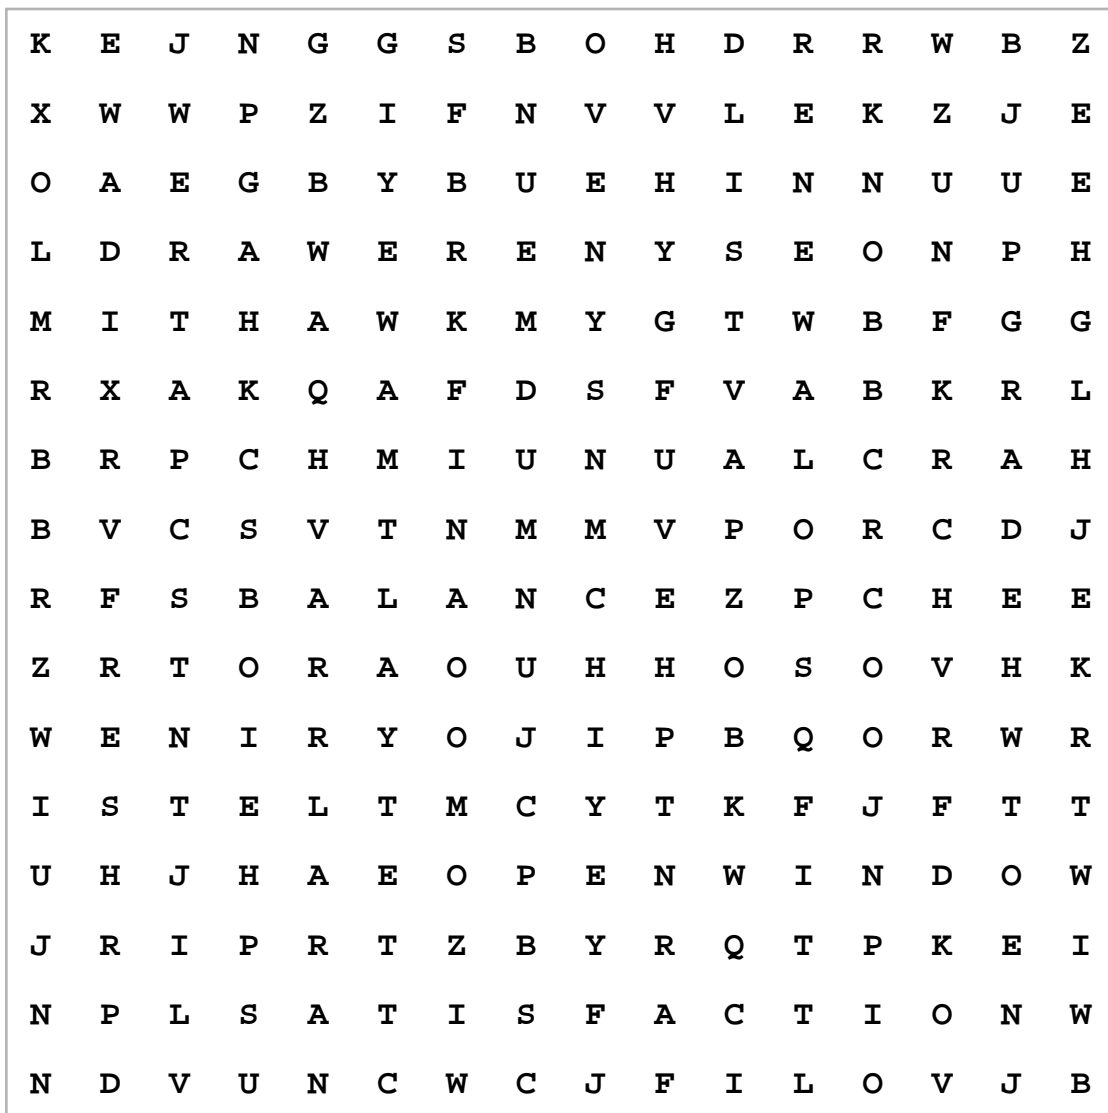 K E J N G G S B O H D R R W B Z
X W W P Z I F N V V L E K Z J E
O A E G B Y B U E H I N N U U E
L D R A W E R E N Y S E O N P H
M I T H A W K M Y G T W B F G G
R X A K Q A F D S F V A B K R L
B R P C H M I U N U A L C R A H
B V C S V T N M M V P O R C D J
R F S B A L A N C E Z P C H E E
Z R T O R A O U H H O S O V H K
W E N I R Y O J I P B Q O R W R
I S T E L T M C Y T K F J F T T
U H J H A E O P E N W I N D O W
J R I P R T Z B Y R Q T P K E I
N P L S A T I S F A C T I O N W
N D V U N C W C J F I L O V J B